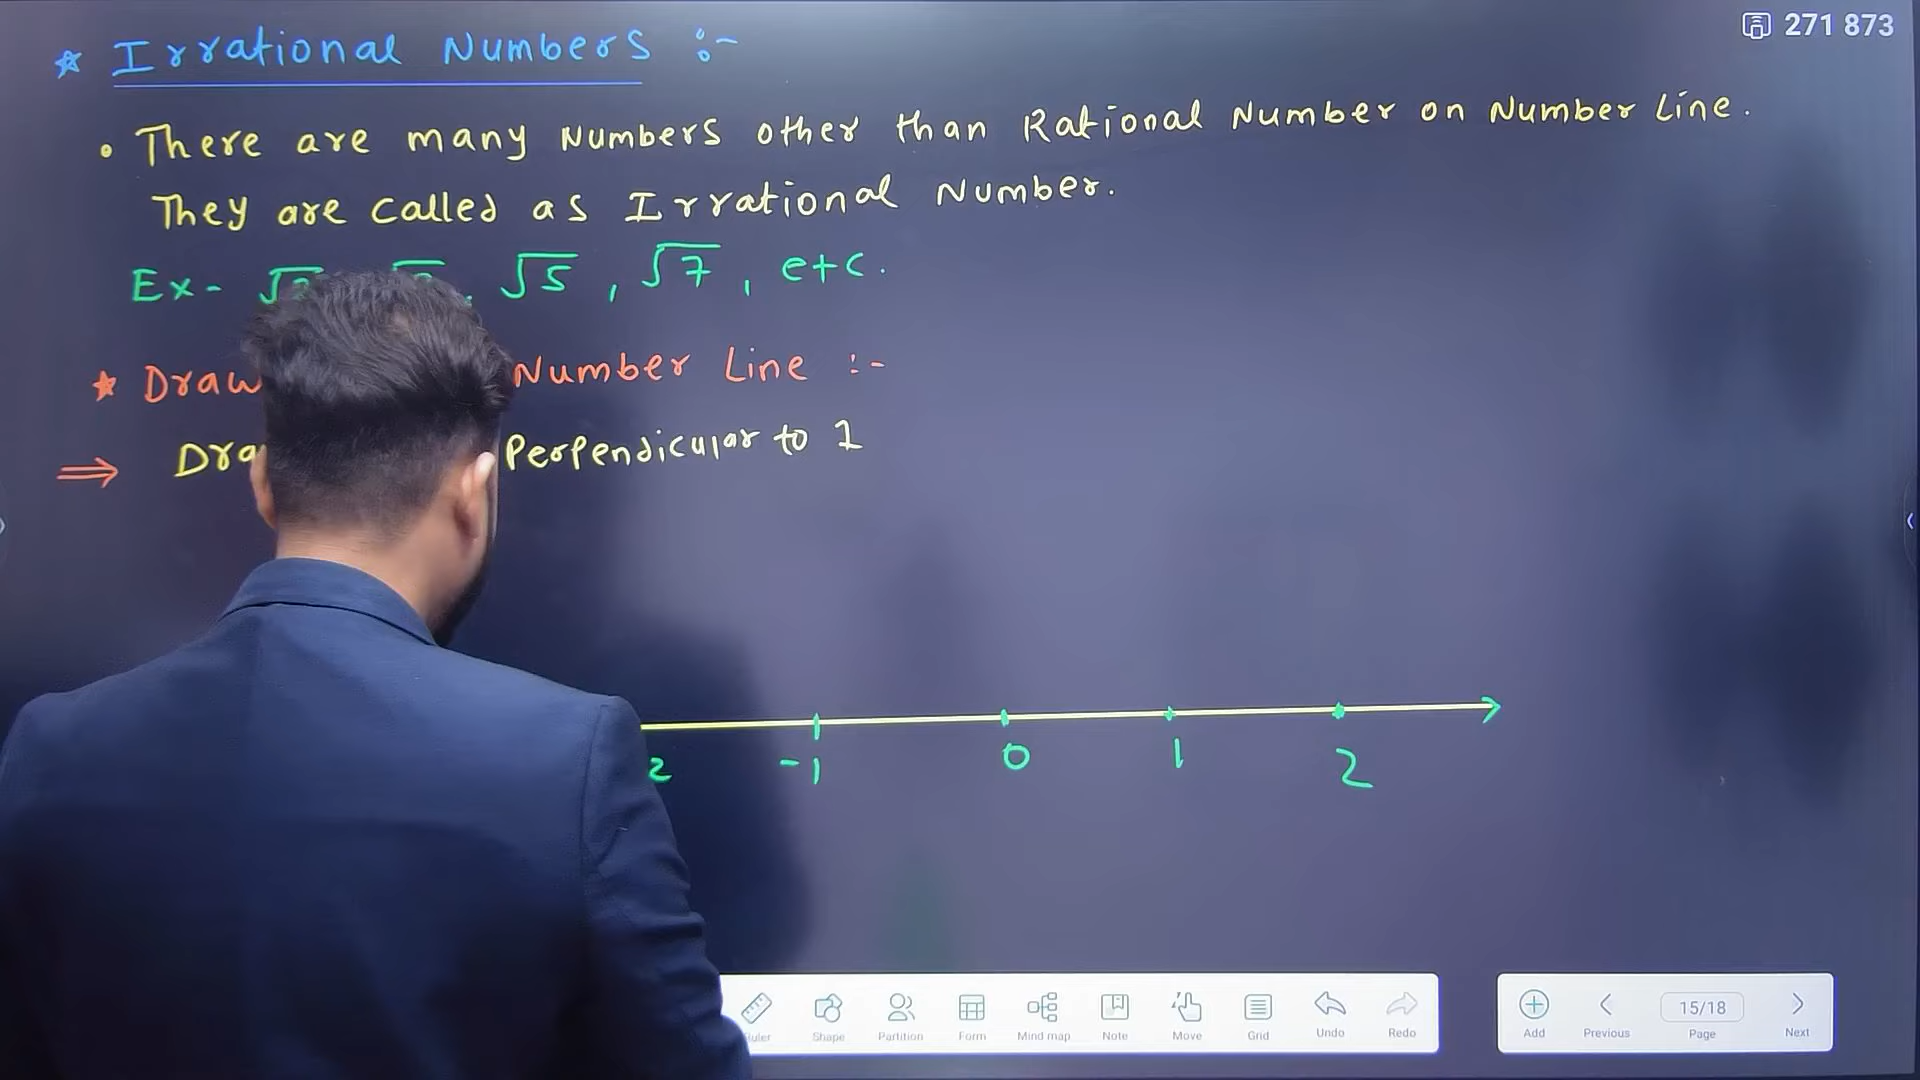 271 873
* Irrational Numbers :-
• There are many Numbers other than Rational Number on Number Line.
They are called as Irrational Number.
Ex- √5, √7, etc.
* Draw Number Line :-
⇒ Perpendicular to 1
-1 0 1 2
Shape Partition Form Mind map Note Move Grid Undo Redo Add Previous 15/18 Page Next